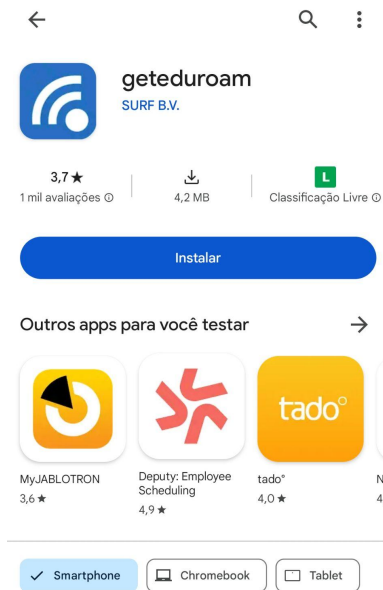 geteduroam
SURF B.V.
3,7★
1 mil avaliações
4,2 MB
L
Classificação Livre
Instalar
Outros apps para você testar
tado°
MyJABLOTRON
3,6★
Deputy: Employee
Scheduling
4,9★
tado°
4,0★
N
4
Smartphone
Chromebook
Tablet